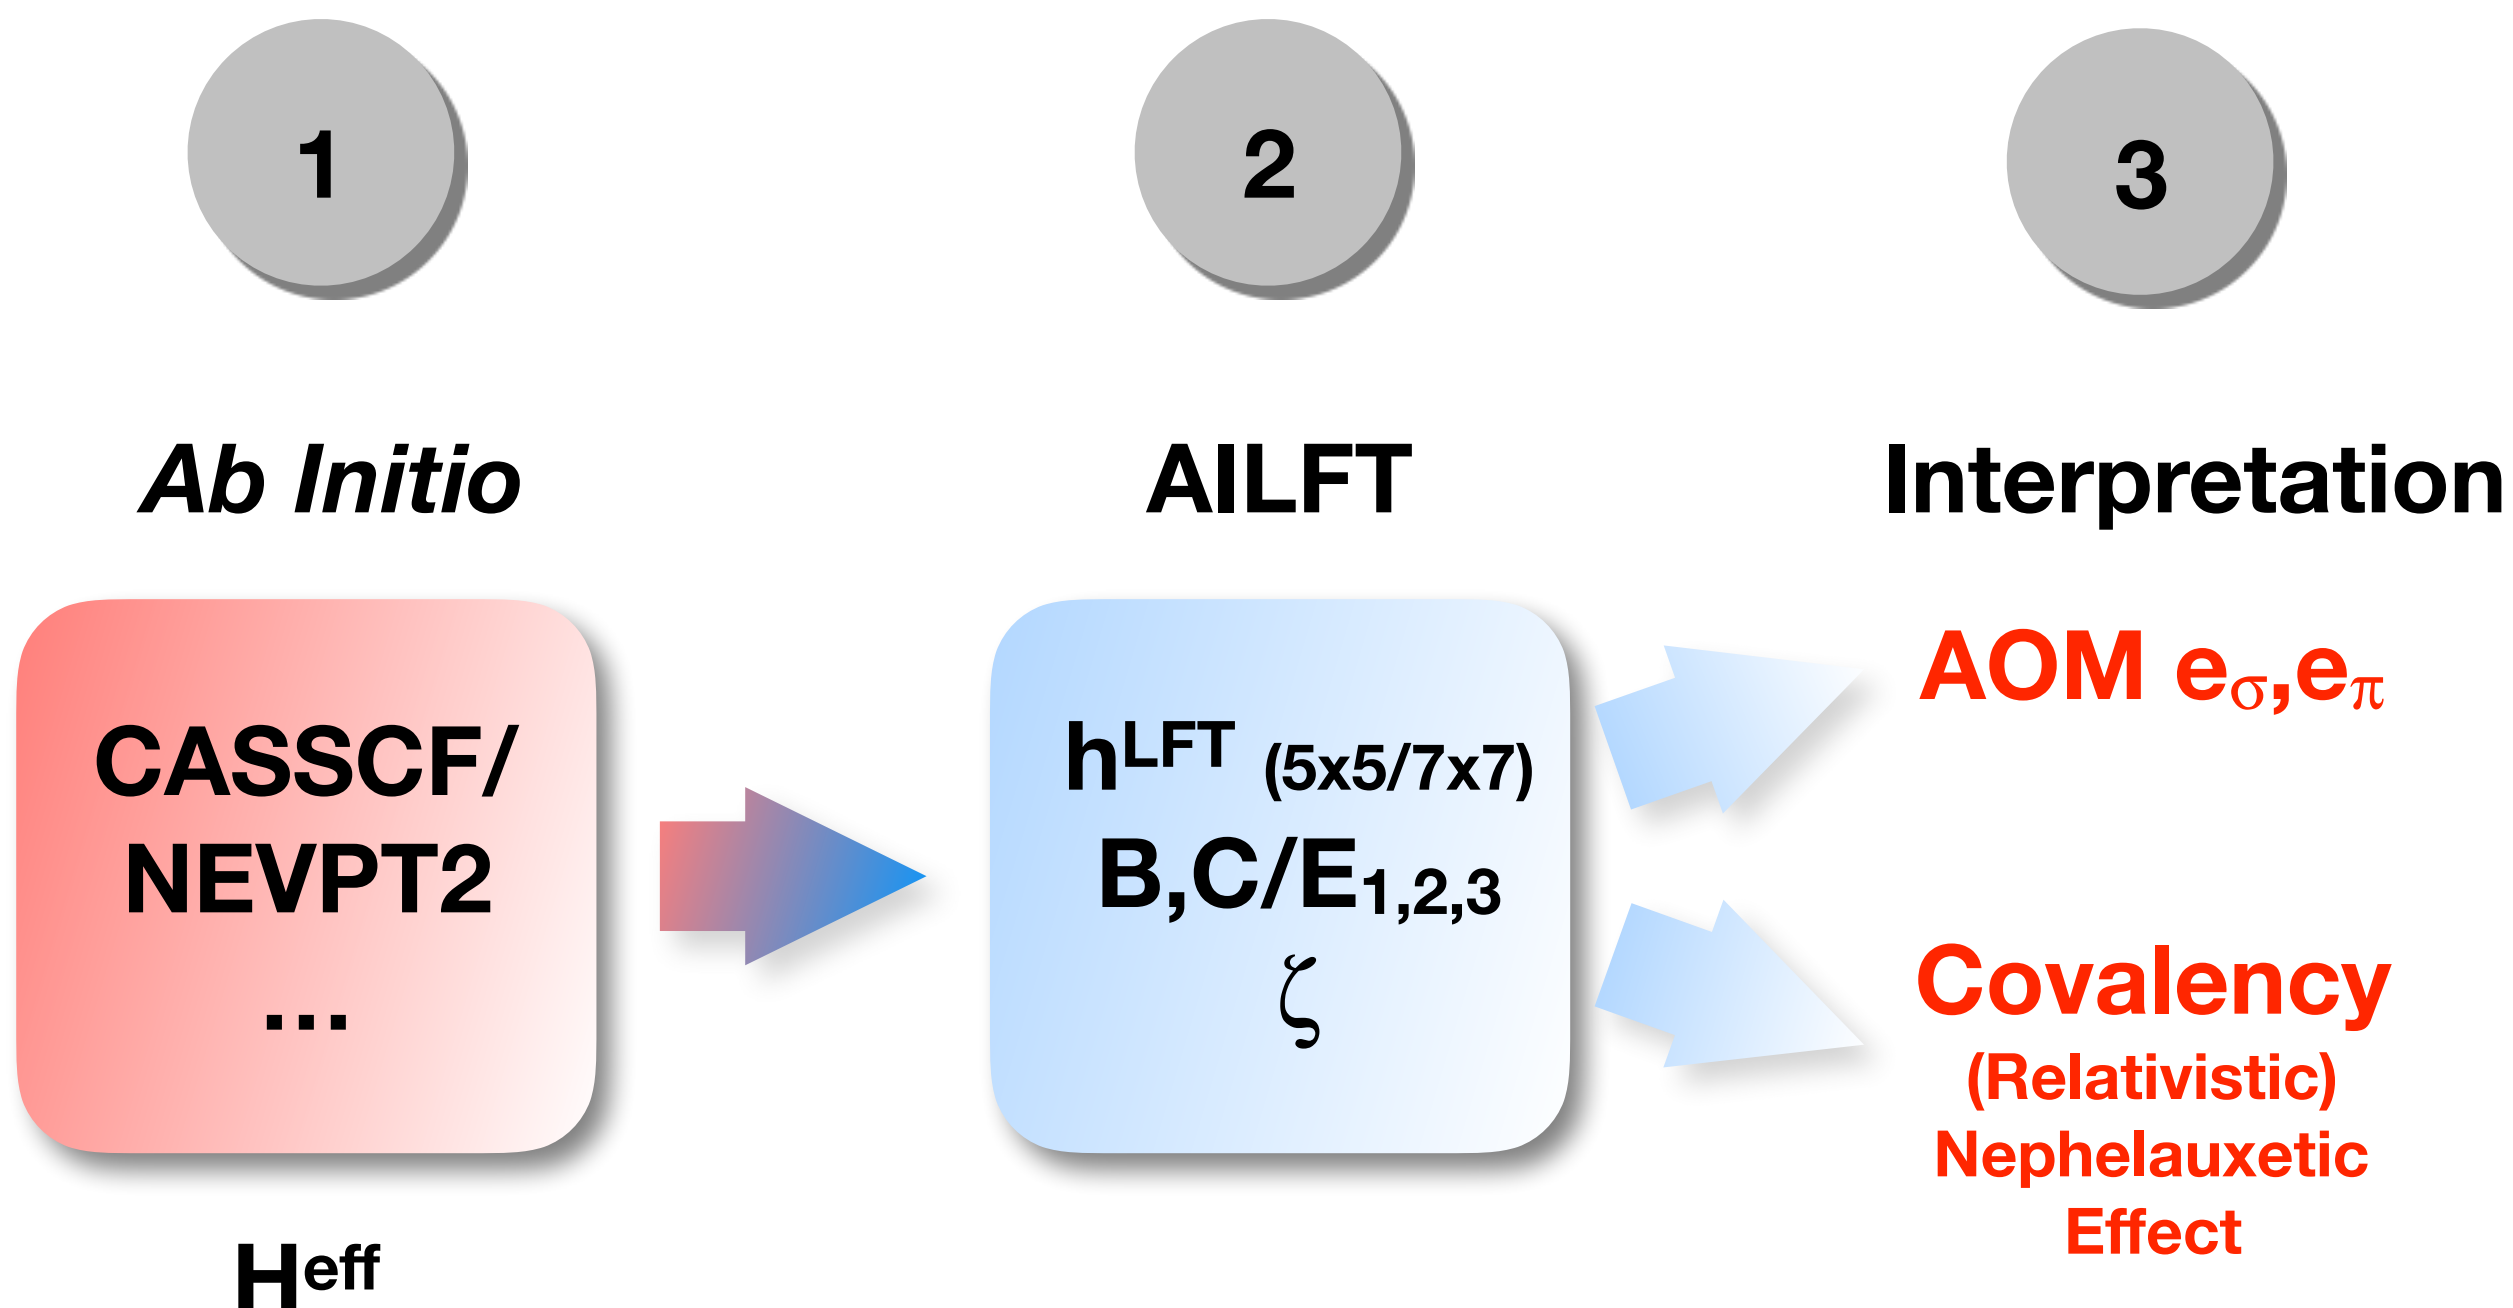 1
Ab Initio
CASSCF/
NEVPT2
...
Hᵉᶠᶠ
2
AILFT
hᴸᶠᵀ (5x5/7x7)
B,C/E₁,₂,₃
ζ
3
Interpretation
AOM eσ,eπ
Covalency
(Relativistic)
Nephelauxetic
Effect